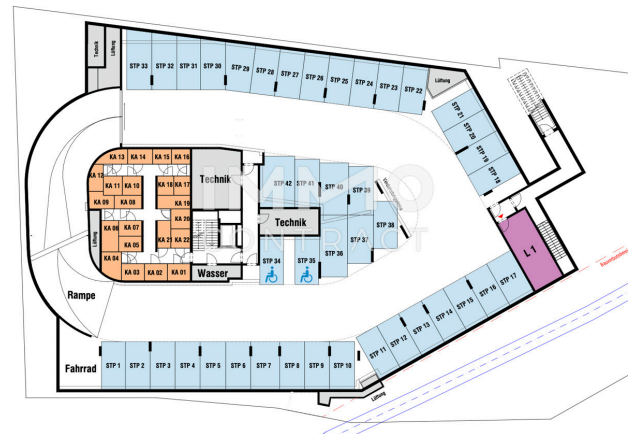 Technik
Lüftung
STP 33
STP 32
STP 31
STP 30
STP 29
STP 28
STP 27
STP 26
STP 25
STP 24
STP 23
STP 22
Lüftung
STP 21
STP 20
STP 19
STP 18
KA 13
KA 14
KA 15
KA 16
KA 12
KA 11
KA 10
KA 18
KA 17
KA 09
KA 08
KA 19
KA 06
KA 07
KA 20
KA 05
KA 21
KA 22
KA 04
KA 03
KA 02
KA 01
Lüftung
Technik
Technik
Wasser
STP 42
STP 41
STP 40
STP 39
STP 38
STP 37
STP 36
STP 35
STP 34
IMMO
CONTRACT
L 1
Rampe
Fahrrad
STP 1
STP 2
STP 3
STP 4
STP 5
STP 6
STP 7
STP 8
STP 9
STP 10
STP 11
STP 12
STP 13
STP 14
STP 15
STP 16
STP 17
Lüftung